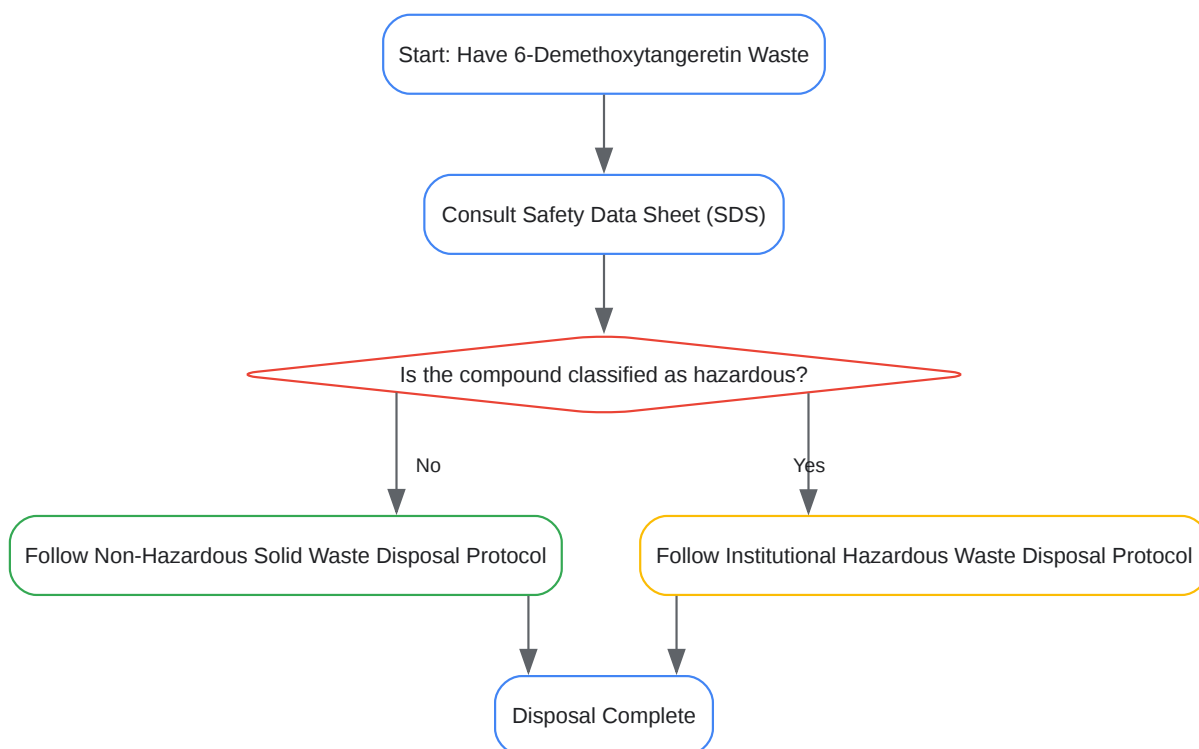 Start: Have 6-Demethoxytangeretin Waste
Consult Safety Data Sheet (SDS)
Is the compound classified as hazardous?
No
Yes
Follow Non-Hazardous Solid Waste Disposal Protocol
Follow Institutional Hazardous Waste Disposal Protocol
Disposal Complete